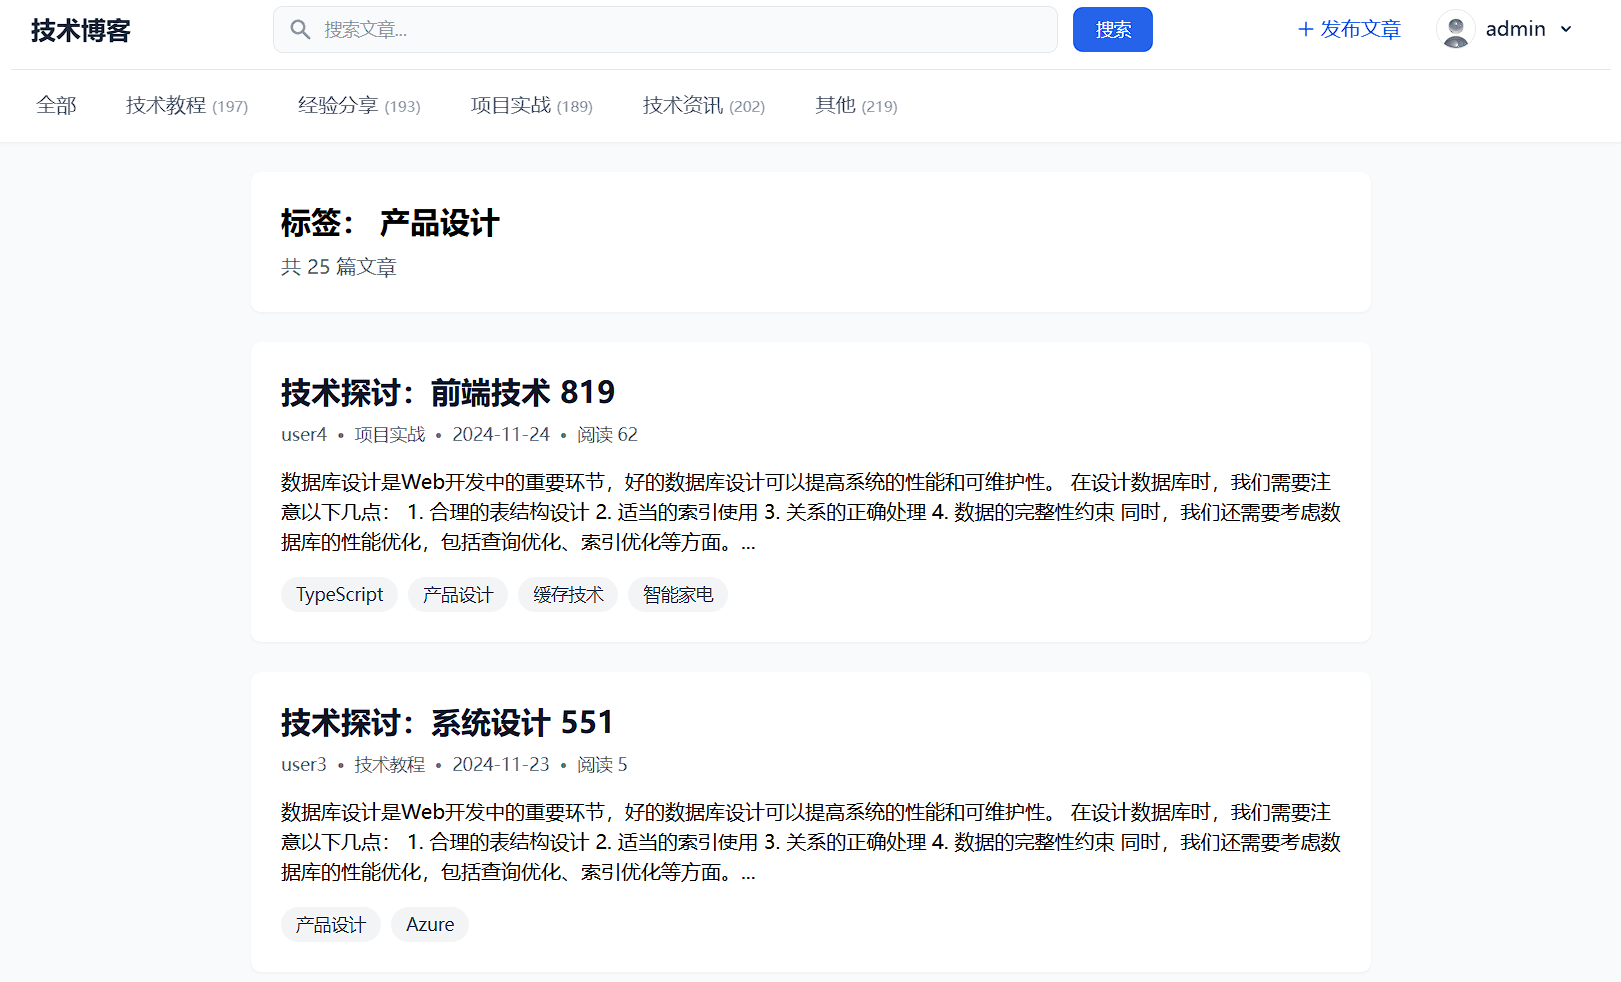 技术博客
搜索文章...
搜索
+ 发布文章
admin
全部
技术教程 (197)
经验分享 (193)
项目实战 (189)
技术资讯 (202)
其他 (219)
标签： 产品设计
共 25 篇文章
技术探讨：前端技术 819
user4 • 项目实战 • 2024-11-24 • 阅读 62
数据库设计是Web开发中的重要环节，好的数据库设计可以提高系统的性能和可维护性。 在设计数据库时，我们需要注
意以下几点： 1. 合理的表结构设计 2. 适当的索引使用 3. 关系的正确处理 4. 数据的完整性约束 同时，我们还需要考虑数
据库的性能优化，包括查询优化、索引优化等方面。...
TypeScript 产品设计 缓存技术 智能家电
技术探讨：系统设计 551
user3 • 技术教程 • 2024-11-23 • 阅读 5
数据库设计是Web开发中的重要环节，好的数据库设计可以提高系统的性能和可维护性。 在设计数据库时，我们需要注
意以下几点： 1. 合理的表结构设计 2. 适当的索引使用 3. 关系的正确处理 4. 数据的完整性约束 同时，我们还需要考虑数
据库的性能优化，包括查询优化、索引优化等方面。...
产品设计 Azure